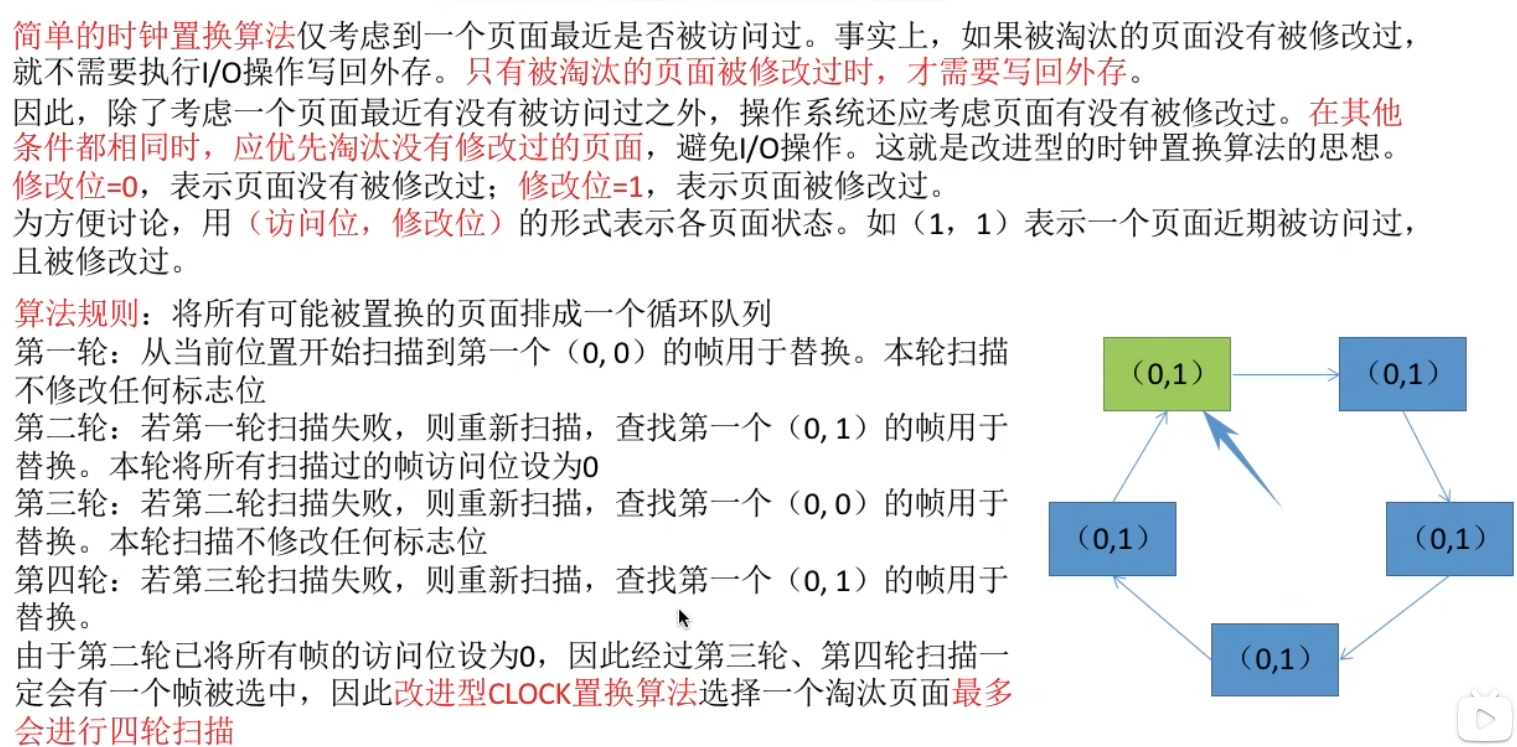 简单的时钟置换算法仅考虑到一个页面最近是否被访问过。事实上，如果被淘汰的页面没有被修改过，
就不需要执行I/O操作写回外存。只有被淘汰的页面被修改过时，才需要写回外存。
因此，除了考虑一个页面最近有没有被访问过之外，操作系统还应考虑页面有没有被修改过。在其他
条件都相同时，应优先淘汰没有修改过的页面，避免I/O操作。这就是改进型的时钟置换算法的思想。
修改位=0，表示页面没有被修改过；修改位=1，表示页面被修改过。
为方便讨论，用（访问位，修改位）的形式表示各页面状态。如（1，1）表示一个页面近期被访问过，
且被修改过。
算法规则：将所有可能被置换的页面排成一个循环队列
第一轮：从当前位置开始扫描到第一个（0, 0）的帧用于替换。本轮扫描
不修改任何标志位
第二轮：若第一轮扫描失败，则重新扫描，查找第一个（0, 1）的帧用于
替换。本轮将所有扫描过的帧访问位设为0
第三轮：若第二轮扫描失败，则重新扫描，查找第一个（0, 0）的帧用于
替换。本轮扫描不修改任何标志位
第四轮：若第三轮扫描失败，则重新扫描，查找第一个（0, 1）的帧用于
替换。
由于第二轮已将所有帧的访问位设为0，因此经过第三轮、第四轮扫描一
定会有一个帧被选中，因此改进型CLOCK置换算法选择一个淘汰页面最多
会进行四轮扫描
（0,1）
（0,1）
（0,1）
（0,1）
（0,1）